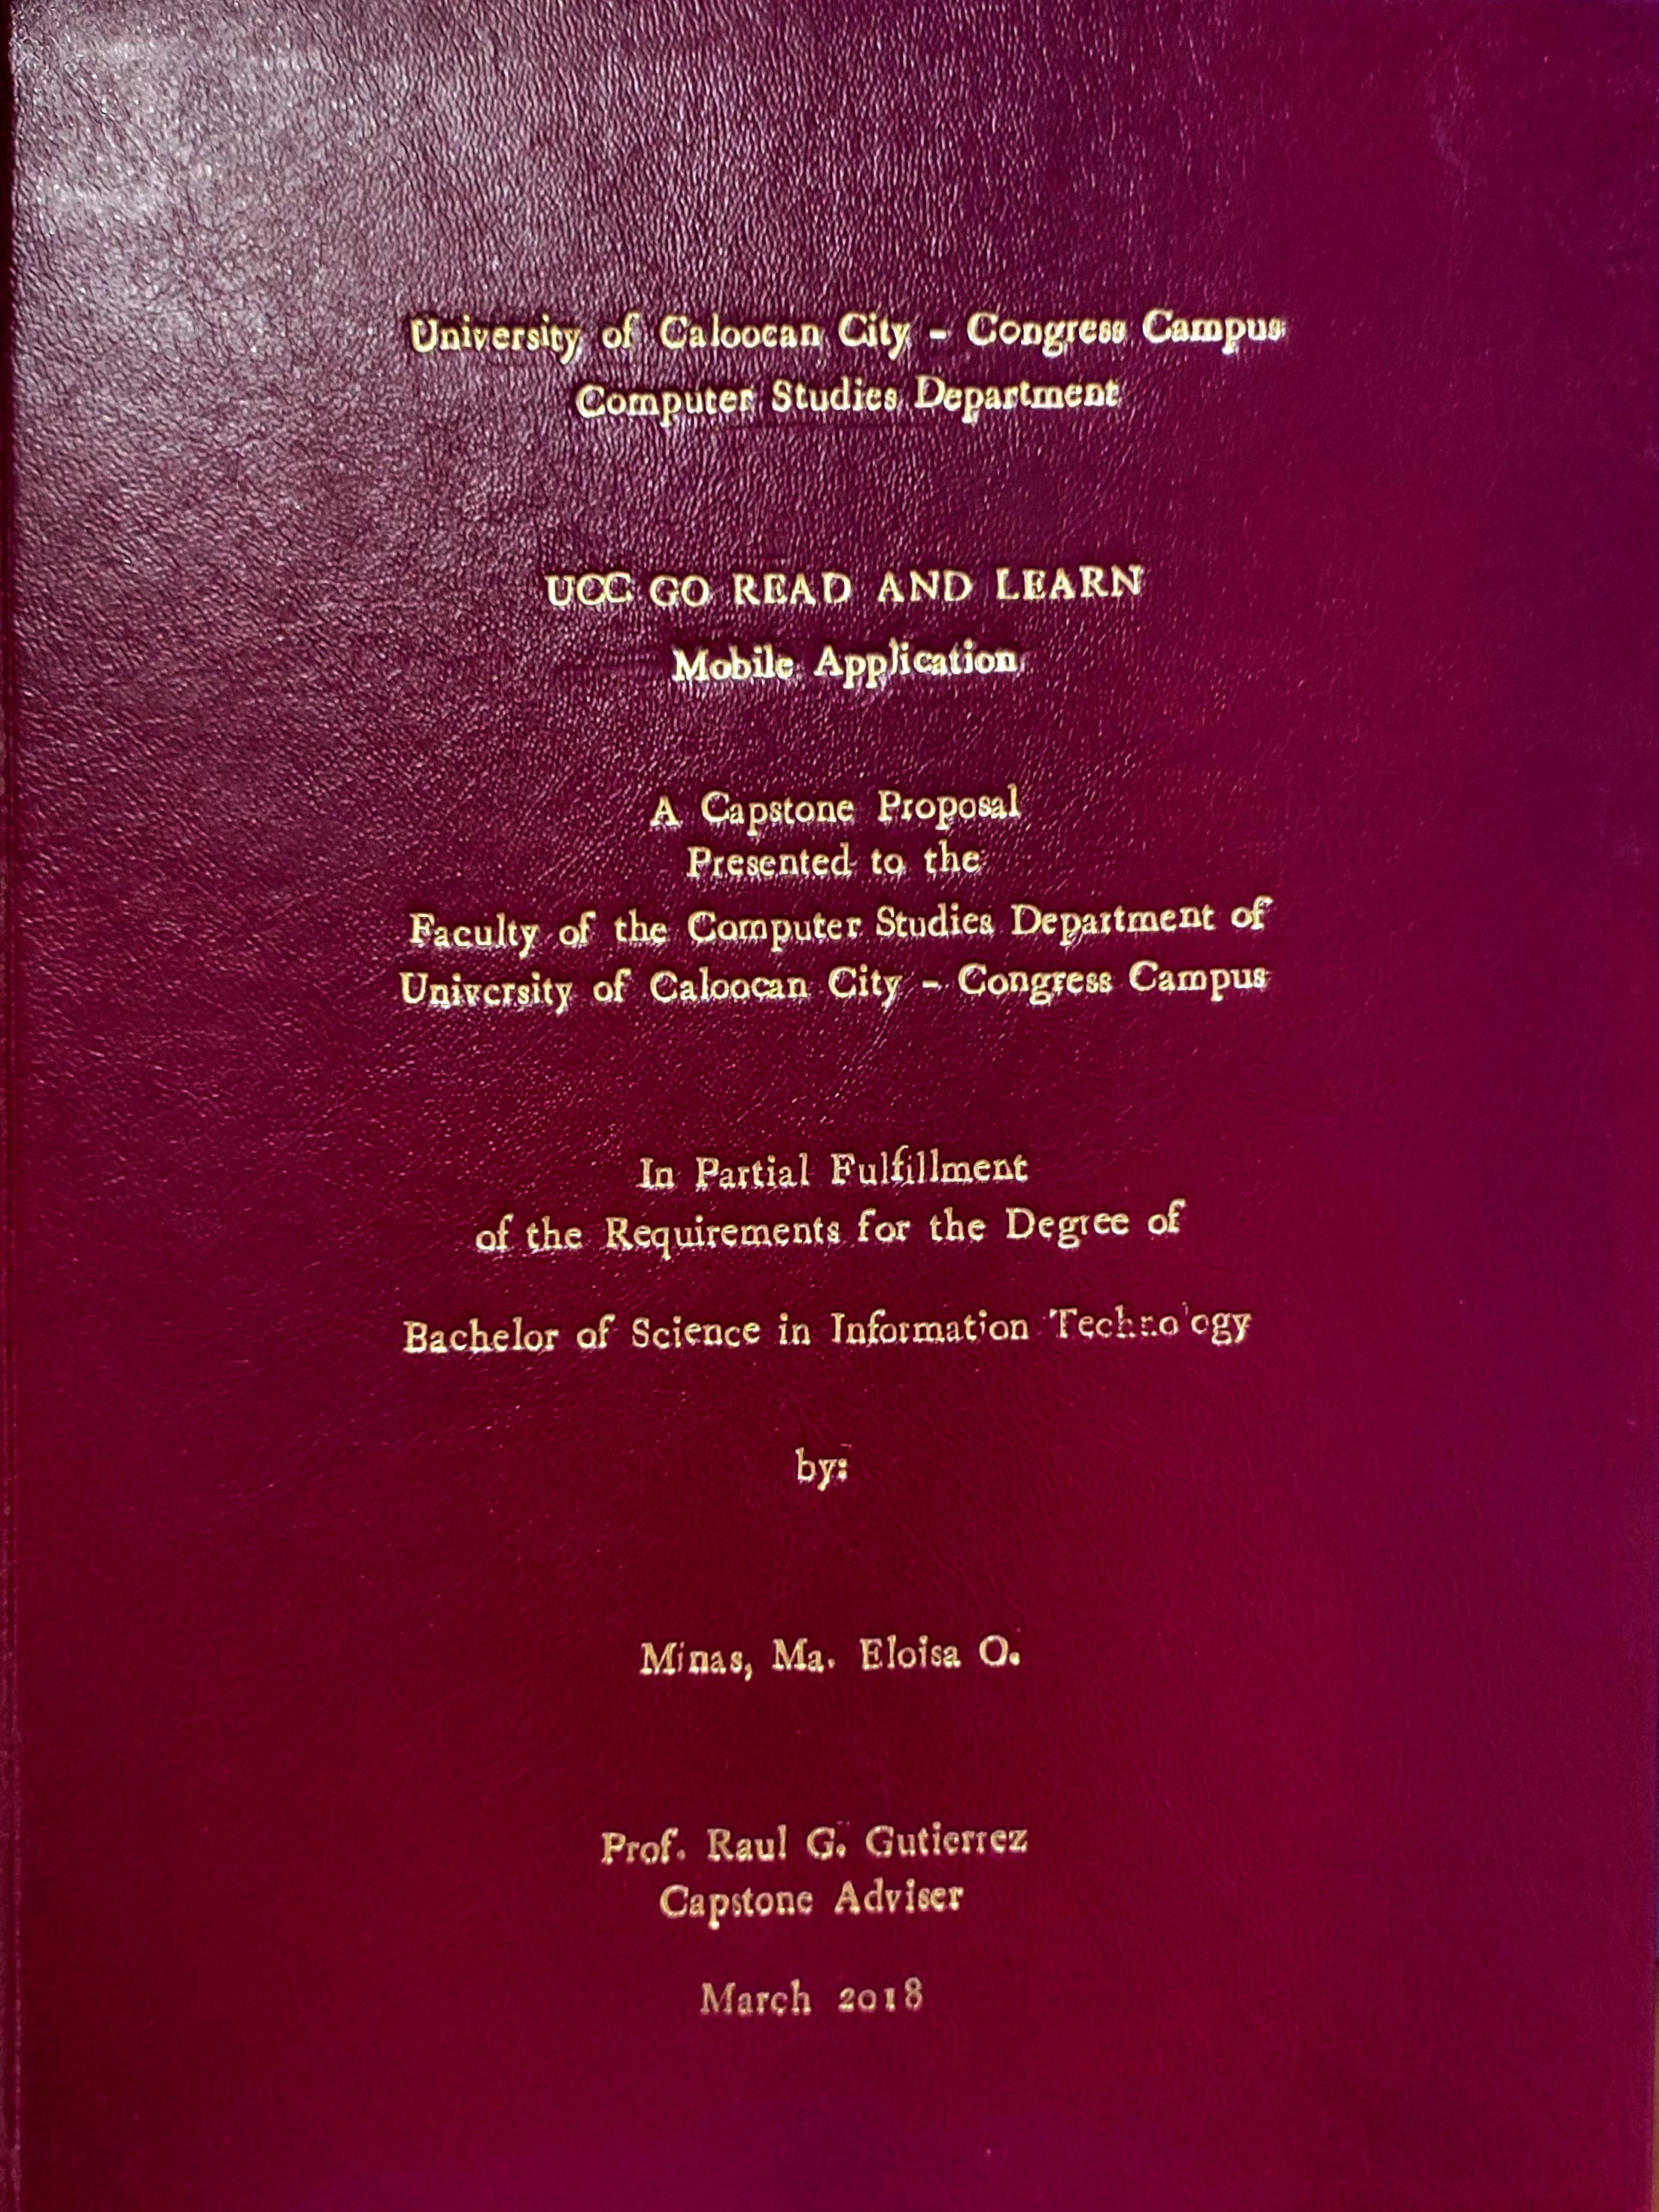 University of Caloocan City - Congress Campus
Computer Studies Department
UCC GO READ AND LEARN
Mobile Application
A Capstone Proposal
Presented to the
Faculty of the Computer Studies Department of
University of Caloocan City - Congress Campus
In Partial Fulfillment
of the Requirements for the Degree of
Bachelor of Science in Information Technology
by:
Minas, Ma. Eloisa O.
Prof. Raul G. Gutierrez
Capstone Adviser
March 2018